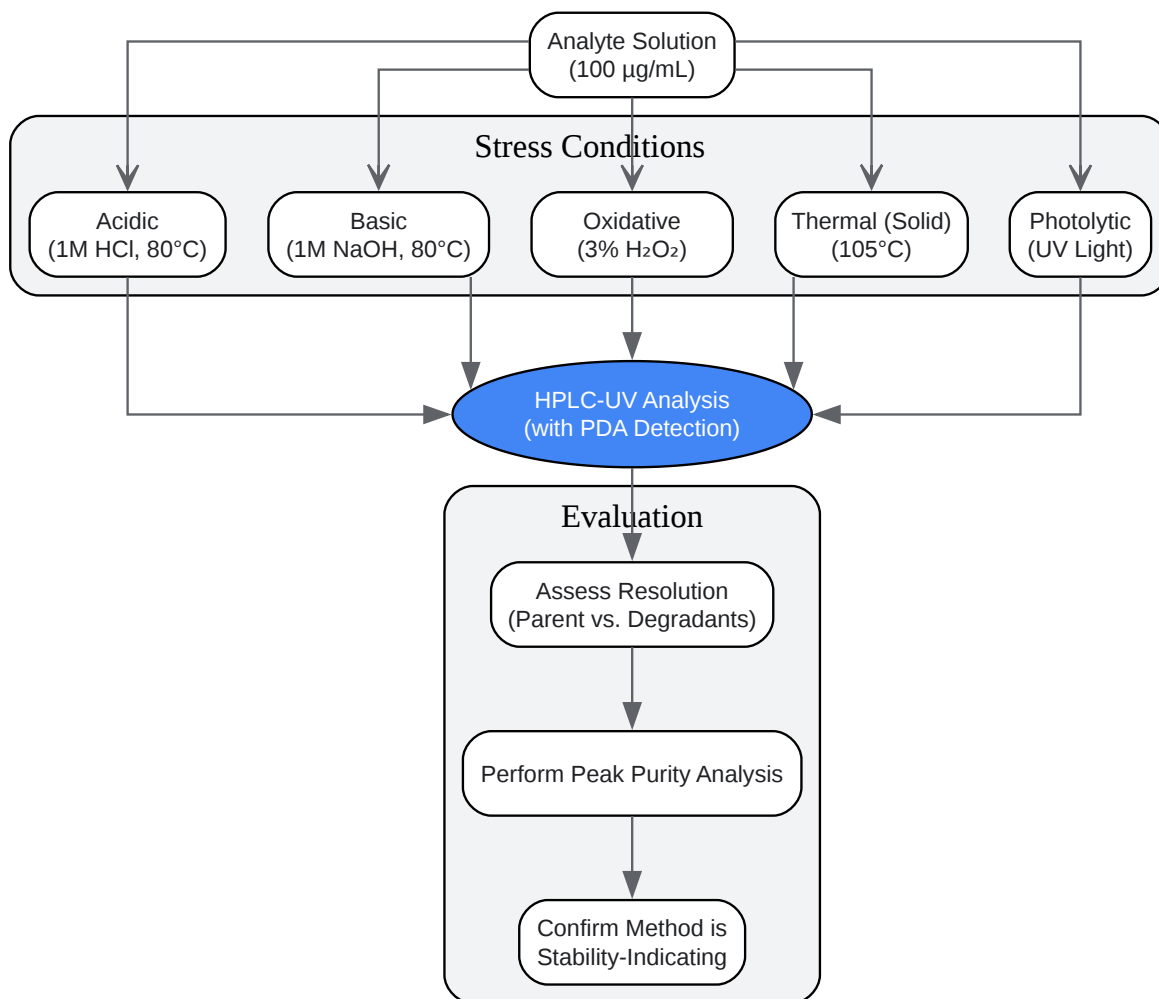 Analyte Solution
(100 µg/mL)
Stress Conditions
Acidic
(1M HCl, 80°C)
Basic
(1M NaOH, 80°C)
Oxidative
(3% H₂O₂)
Thermal (Solid)
(105°C)
Photolytic
(UV Light)
HPLC-UV Analysis
(with PDA Detection)
Evaluation
Assess Resolution
(Parent vs. Degradants)
Perform Peak Purity Analysis
Confirm Method is
Stability-Indicating